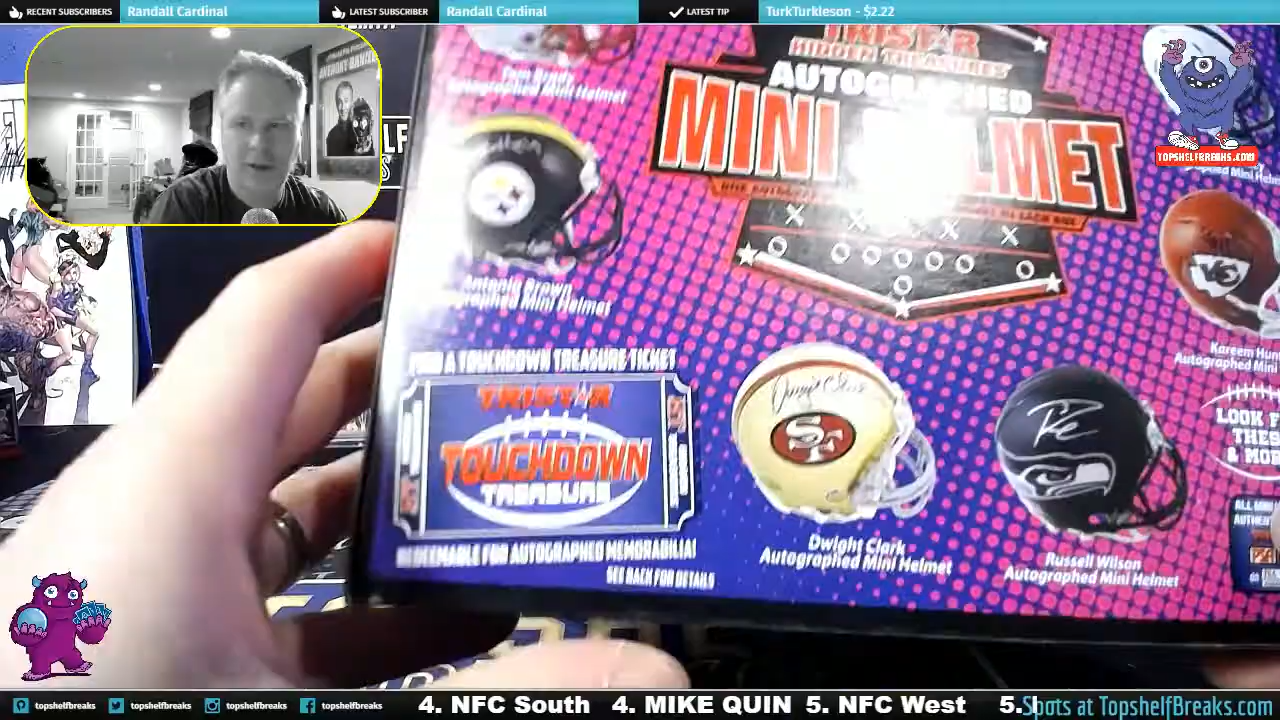 RECENT SUBSCRIBERS
Randall Cardinal
LATEST SUBSCRIBER
Randall Cardinal
LATEST TIP
TurkTurkleson - $2.22
TRISTAR
HIDDEN TREASURES
AUTOGRAPHED
MINI HELMET
Tom Brady
Autographed Mini Helmet
TOPSHELFBREAKS.COM
Antonio Brown
Autographed Mini Helmet
Kareem Hunt
Autographed Mini
FIND A TOUCHDOWN TREASURE TICKET
TRISTAR
TOUCHDOWN
TREASURE
REDEEMABLE FOR AUTOGRAPHED MEMORABILIA!
SEE BACK FOR DETAILS
SF
Dwight Clark
Autographed Mini Helmet
Russell Wilson
Autographed Mini Helmet
LOOK F
THES
& MOR
topshelfbreaks
topshelfbreaks
topshelfbreaks
topshelfbreaks
4. NFC South 4. MIKE QUIN 5. NFC West 5.
Spots at TopshelfBreaks.com